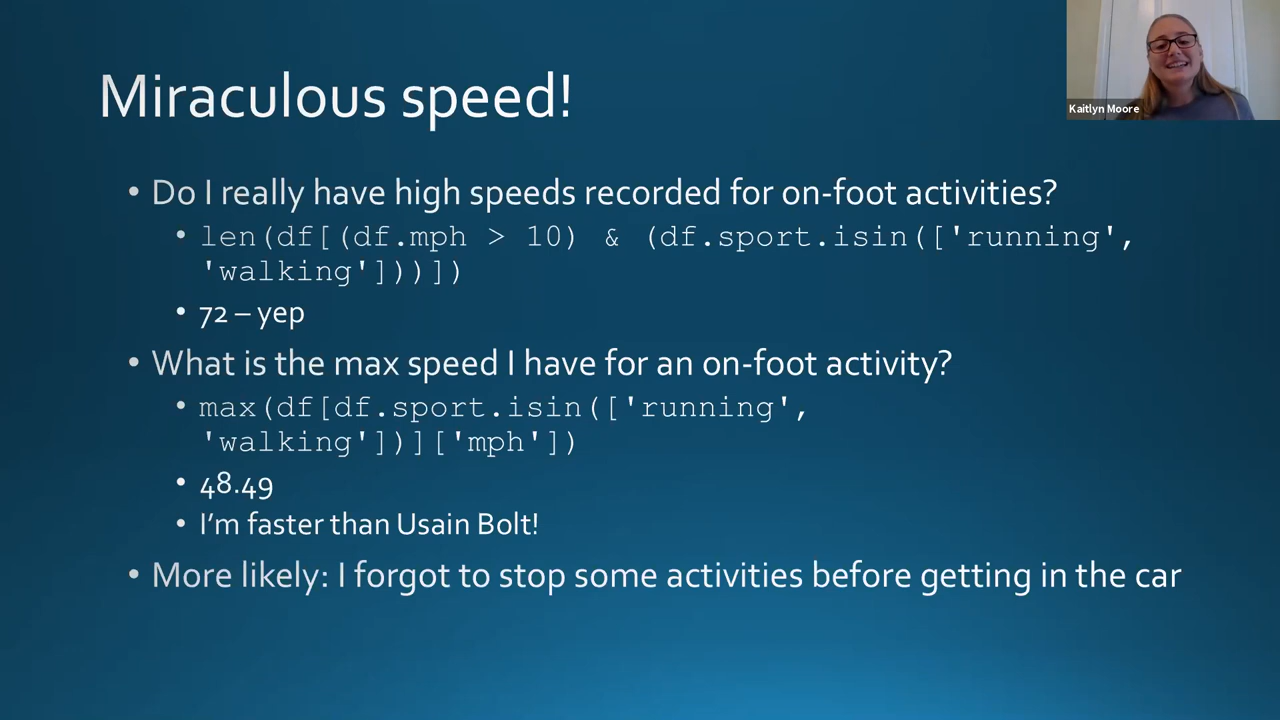 Miraculous speed!
Kaitlyn Moore
• Do I really have high speeds recorded for on-foot activities?
• len(df[(df.mph > 10) & (df.sport.isin(['running',
'walking']))])
• 72 – yep
• What is the max speed I have for an on-foot activity?
• max(df[df.sport.isin(['running',
'walking'])]['mph'])
• 48.49
• I'm faster than Usain Bolt!
• More likely: I forgot to stop some activities before getting in the car